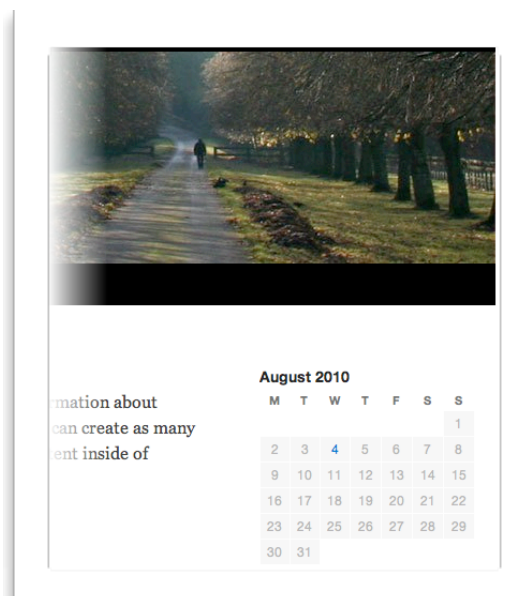 mation about
can create as many
ent inside of
August 2010
M T W T F S S
1
2 3 4 5 6 7 8
9 10 11 12 13 14 15
16 17 18 19 20 21 22
23 24 25 26 27 28 29
30 31